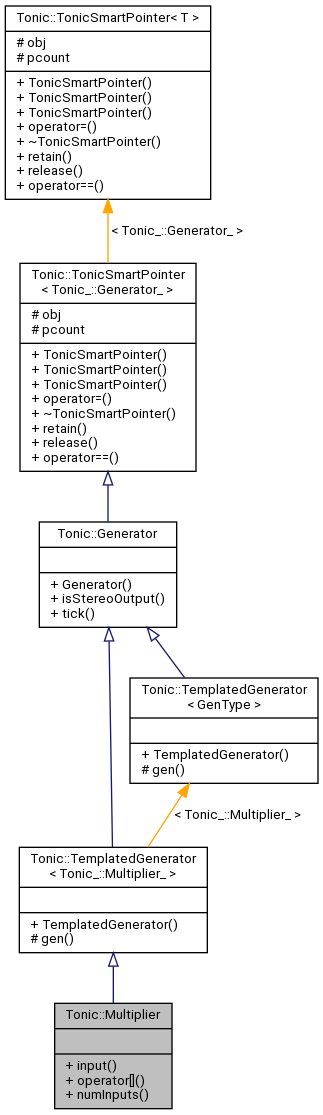 Tonic::TonicSmartPointer< T >
# obj
# pcount
+ TonicSmartPointer()
+ TonicSmartPointer()
+ TonicSmartPointer()
+ operator=()
+ ~TonicSmartPointer()
+ retain()
+ release()
+ operator==()
< Tonic_::Generator_ >
Tonic::TonicSmartPointer
< Tonic_::Generator_ >
# obj
# pcount
+ TonicSmartPointer()
+ TonicSmartPointer()
+ TonicSmartPointer()
+ operator=()
+ ~TonicSmartPointer()
+ retain()
+ release()
+ operator==()
Tonic::Generator
+ Generator()
+ isStereoOutput()
+ tick()
Tonic::TemplatedGenerator
< GenType >
+ TemplatedGenerator()
# gen()
< Tonic_::Multiplier_ >
Tonic::TemplatedGenerator
< Tonic_::Multiplier_ >
+ TemplatedGenerator()
# gen()
Tonic::Multiplier
+ input()
+ operator[]()
+ numInputs()